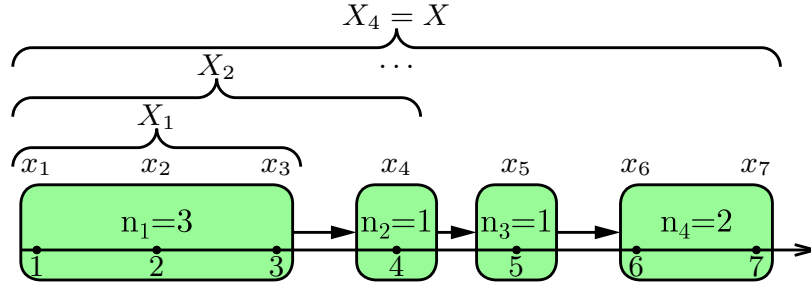 X₄ = X
X₂ ...
X₁
x₁ x₂ x₃ x₄ x₅ x₆ x₇
n₁=3 n₂=1 n₃=1 n₄=2
1 2 3 4 5 6 7